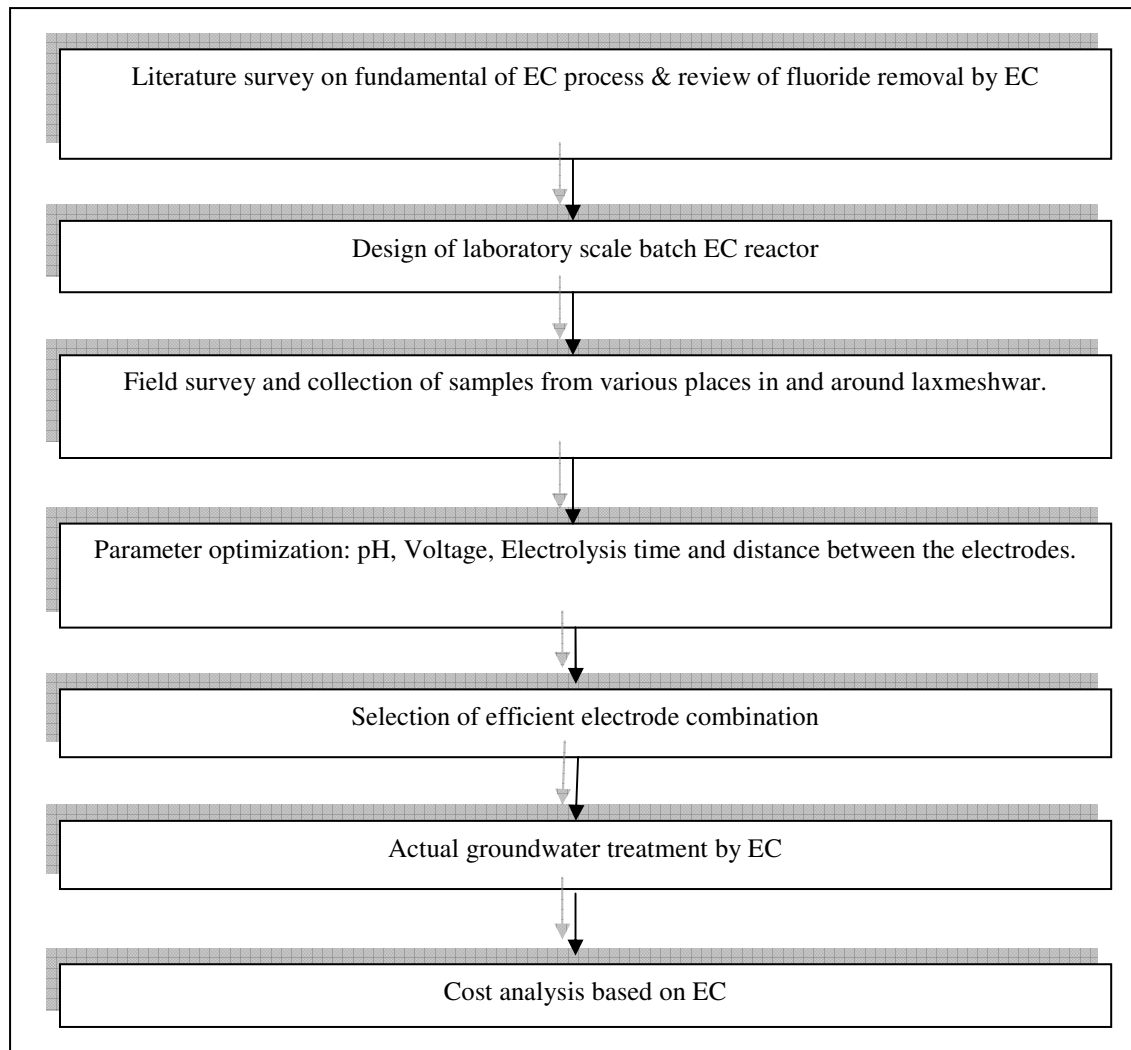 Literature survey on fundamental of EC process & review of fluoride removal by EC
Design of laboratory scale batch EC reactor
Field survey and collection of samples from various places in and around laxmeshwar.
Parameter optimization: pH, Voltage, Electrolysis time and distance between the electrodes.
Selection of efficient electrode combination
Actual groundwater treatment by EC
Cost analysis based on EC